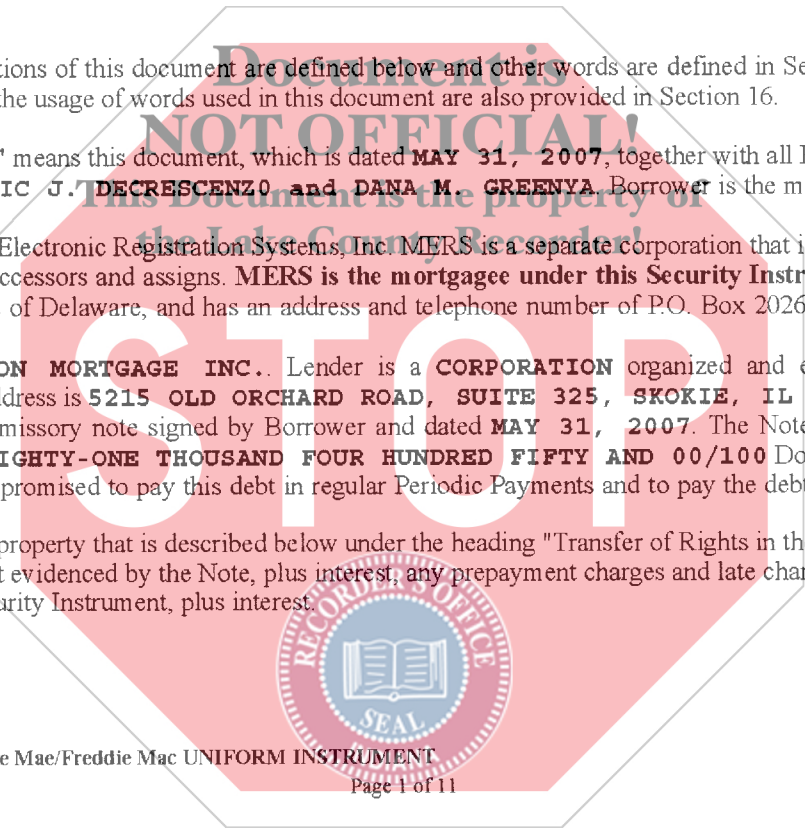 Document is
NOT OFFICIAL!
This Document is the property of
the Lake County Recorder!
STOP
tions of this document are defined below and other words are defined in Se
the usage of words used in this document are also provided in Section 16.
" means this document, which is dated MAY 31, 2007, together with all
IC J. DECRESCENZO and DANA M. GREENYA. Borrower is the m
Electronic Registration Systems, Inc. MERS is a separate corporation that i
ccessors and assigns. MERS is the mortgagee under this Security Instr
of Delaware, and has an address and telephone number of P.O. Box 2026
ON MORTGAGE INC.. Lender is a CORPORATION organized and e
ddress is 5215 OLD ORCHARD ROAD, SUITE 325, SKOKIE, IL
missory note signed by Borrower and dated MAY 31, 2007. The Note
IGHTY-ONE THOUSAND FOUR HUNDRED FIFTY AND 00/100 Do
promised to pay this debt in regular Periodic Payments and to pay the debt
property that is described below under the heading "Transfer of Rights in the
t evidenced by the Note, plus interest, any prepayment charges and late char
urity Instrument, plus interest.
RECORDER'S OFFICE
SEAL
INDIANA
e Mae/Freddie Mac UNIFORM INSTRUMENT
Page 1 of 11